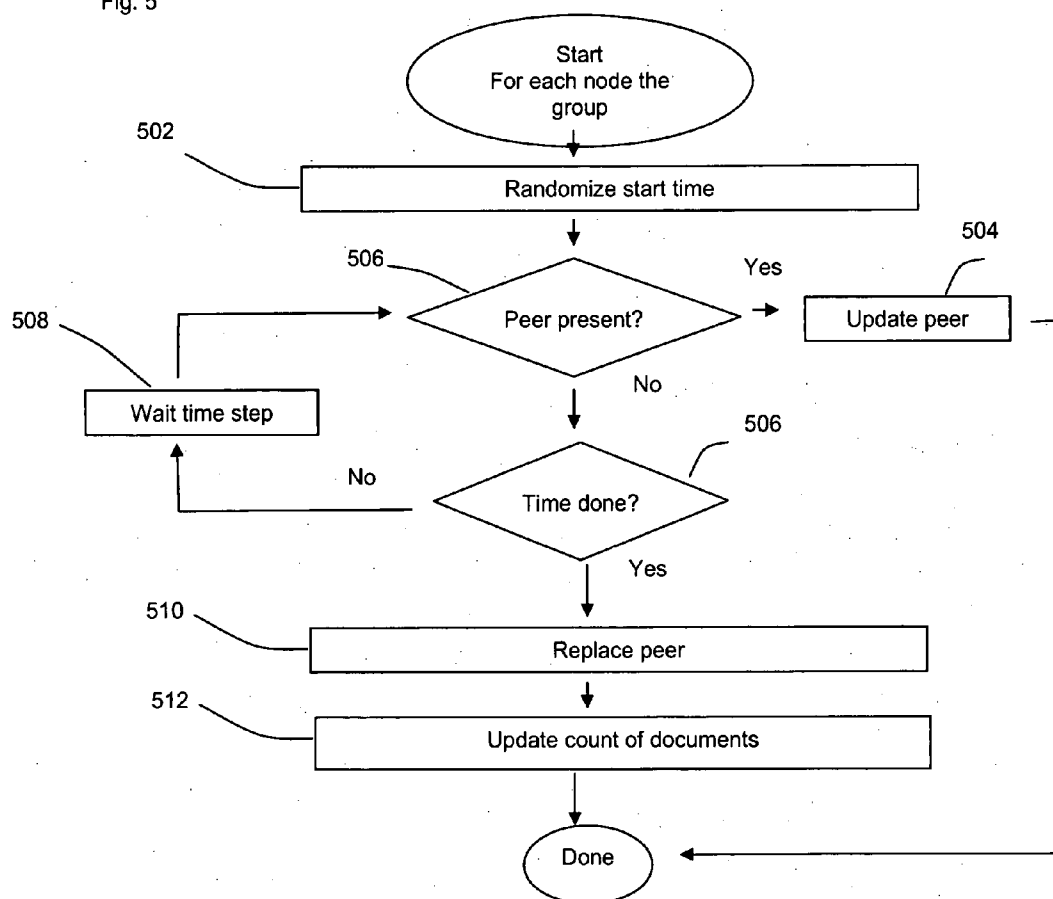 Fig. 5
Start
For each node the
group
502
Randomize start time
504
506
Yes
Peer present?
Update peer
508
No
Wait time step
506
No
Time done?
Yes
510
Replace peer
512
Update count of documents
Done